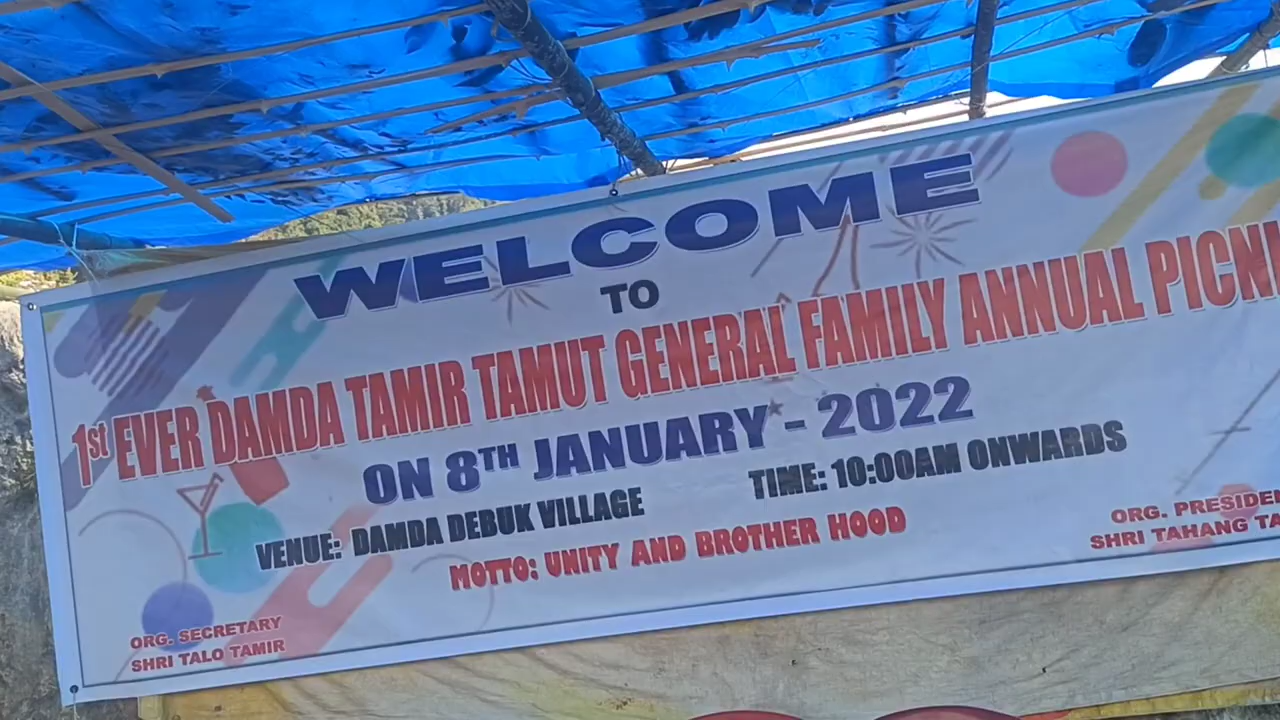 WELCOME
TO
1st EVER DAMDA TAMIR TAMUT GENERAL FAMILY ANNUAL
ON 8TH JANUARY - 2022
VENUE: DAMDA DEBUK VILLAGE TIME: 10:00AM ONWARDS
MOTTO: UNITY AND BROTHER HOOD
ORG. SECRETARY
SHRI TALO TAMIR
ORG.
SHRI TAHANG